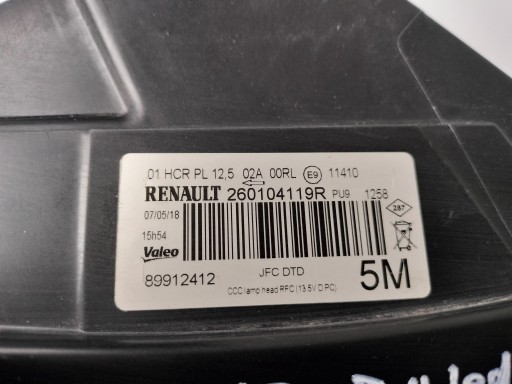 01 HCR PL 12,5 02A 00RL E9 11410
RENAULT 260104119R PU9 1258
07/05/18
287
15h54
Valeo
89912412 JFC DTD 5M
CCC lamp head RFC (13.5V D PC)